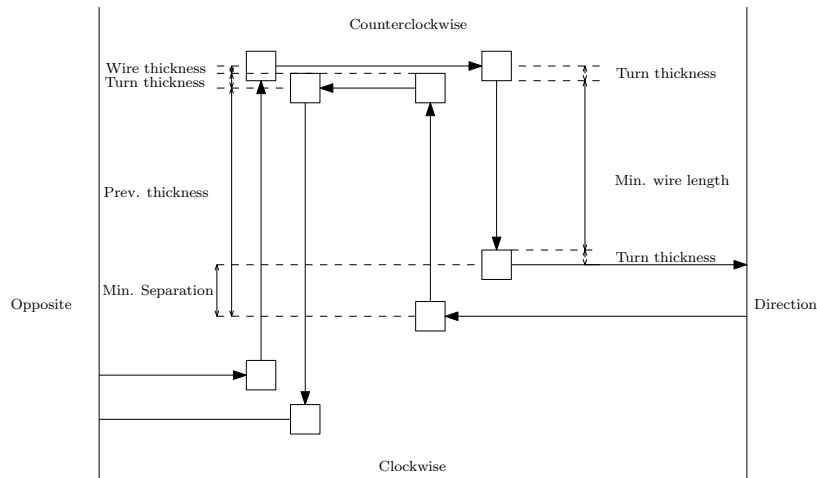 Counterclockwise
Wire thickness
Turn thickness
Turn thickness
Prev. thickness
Min. wire length
Turn thickness
Min. Separation
Opposite
Direction
Clockwise